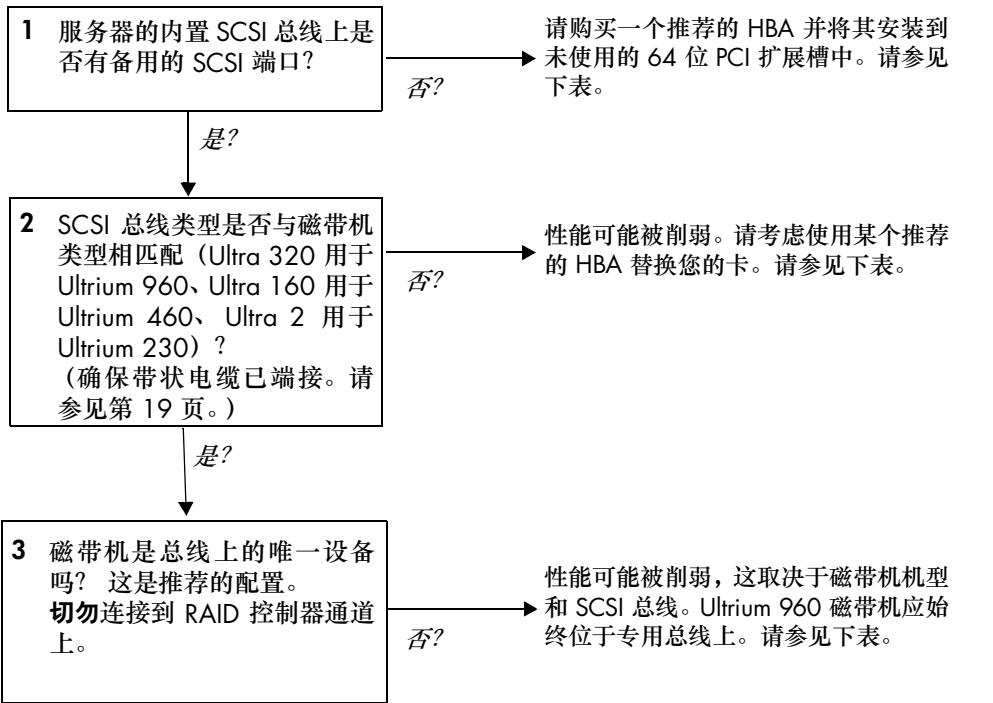 1 服务器的内置 SCSI 总线上是
否有备用的 SCSI 端口？
否？
请购买一个推荐的 HBA 并将其安装到
未使用的 64 位 PCI 扩展槽中。请参见
下表。
是？
2 SCSI 总线类型是否与磁带机
类型相匹配（Ultra 320 用于
Ultrium 960、Ultra 160 用于
Ultrium 460、 Ultra 2 用于
Ultrium 230）？
（确保带状电缆已端接。请
参见第 19 页。）
否？
性能可能被削弱。请考虑使用某个推荐
的 HBA 替换您的卡。请参见下表。
是？
3 磁带机是总线上的唯一设备
吗？ 这是推荐的配置。
切勿连接到 RAID 控制器通道
上。
否？
性能可能被削弱，这取决于磁带机机型
和 SCSI 总线。Ultrium 960 磁带机应始
终位于专用总线上。请参见下表。